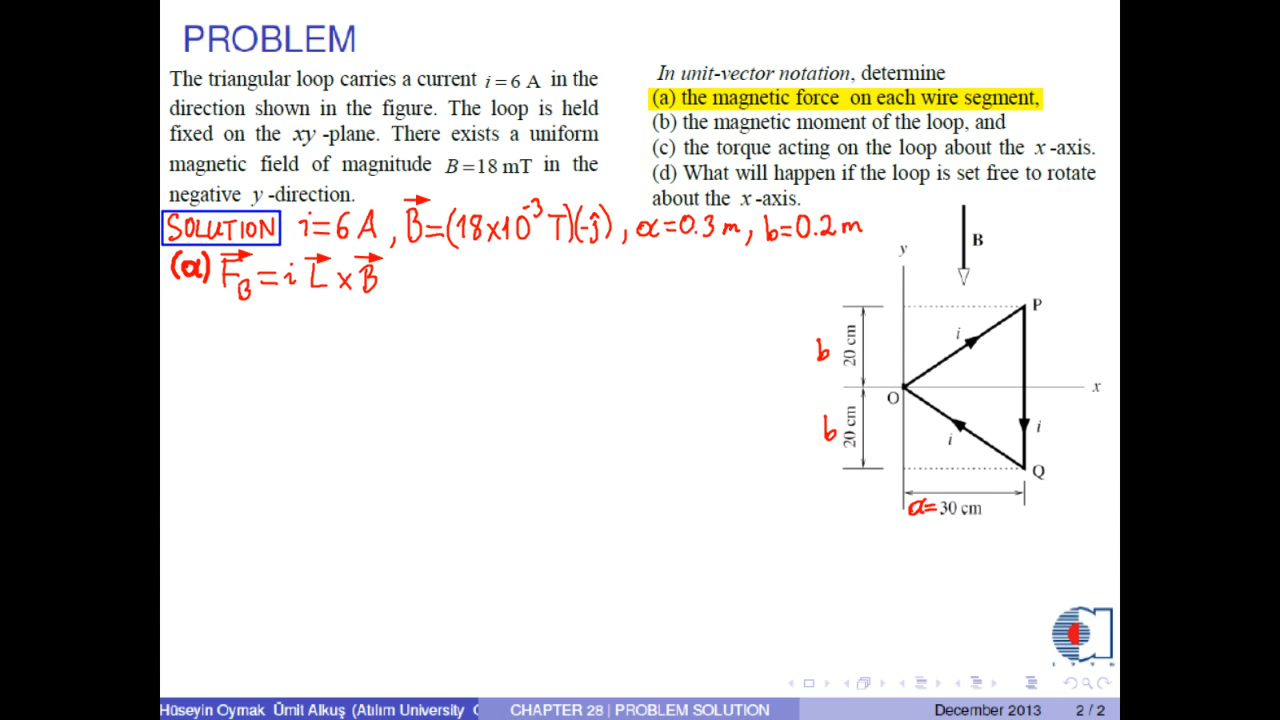 PROBLEM
The triangular loop carries a current i = 6 A in the
direction shown in the figure. The loop is held
fixed on the xy -plane. There exists a uniform
magnetic field of magnitude B = 18 mT in the
negative y -direction.
In unit-vector notation, determine
(a) the magnetic force on each wire segment,
(b) the magnetic moment of the loop, and
(c) the torque acting on the loop about the x -axis.
(d) What will happen if the loop is set free to rotate
about the x -axis.
SOLUTION i=6 A, B⃗=(18×10⁻³ T)(-ĵ), a=0.3 m, b=0.2 m
(a) F⃗_B = i L⃗ × B⃗
B
y
P
i
b 20 cm
x
O
b 20 cm
i
i
Q
a= 30 cm
1 9 9 6
Hüseyin Oymak Ümit Alkuş (Atılım University C
CHAPTER 28 | PROBLEM SOLUTION
December 2013 2 / 2